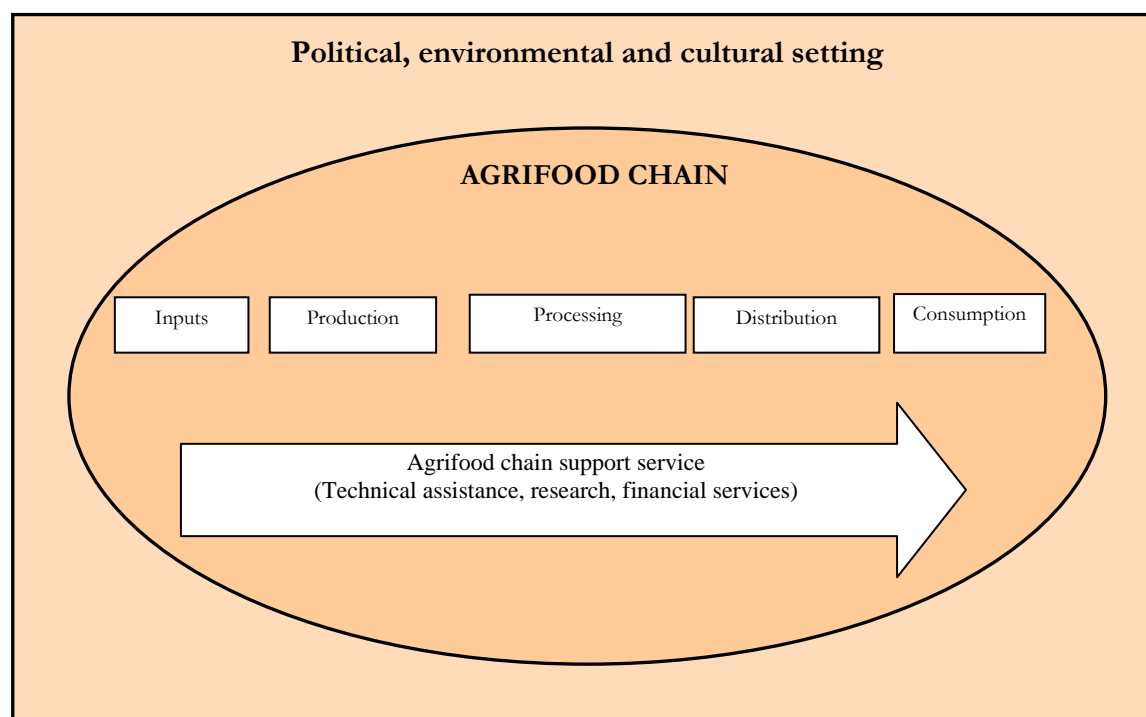 Political, environmental and cultural setting
AGRIFOOD CHAIN
Inputs
Production
Processing
Distribution
Consumption
Agrifood chain support service
(Technical assistance, research, financial services)